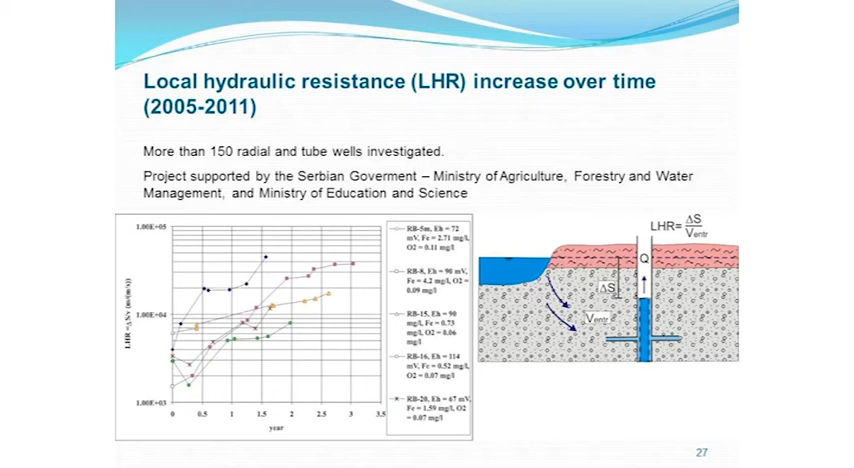 Local hydraulic resistance (LHR) increase over time
(2005-2011)
More than 150 radial and tube wells investigated.
Project supported by the Serbian Goverment – Ministry of Agriculture, Forestry and Water
Management, and Ministry of Education and Science
1.00E+05
1.00E+04
1.00E+03
LHR =ΔS/v (m/(m/s))
0 0.5 1 1.5 2 2.5 3 3.5
year
RB-5m, Eh = 72
mV, Fe = 2.71 mg/l,
O2 = 0.11 mg/l
RB-8, Eh = 90 mV,
Fe = 4.2 mg/l, O2 =
0.09 mg/l
RB-15, Eh = 90
mg/l, Fe = 0.73
mg/l, O2 = 0.06
mg/l
RB-16, Eh = 114
mV, Fe = 0.52 mg/l,
O2 = 0.07 mg/l
RB-20, Eh = 67 mV,
Fe = 1.59 mg/l, O2
= 0.07 mg/l
LHR= ΔS
Ventr
Q
ΔS
Ventr
27